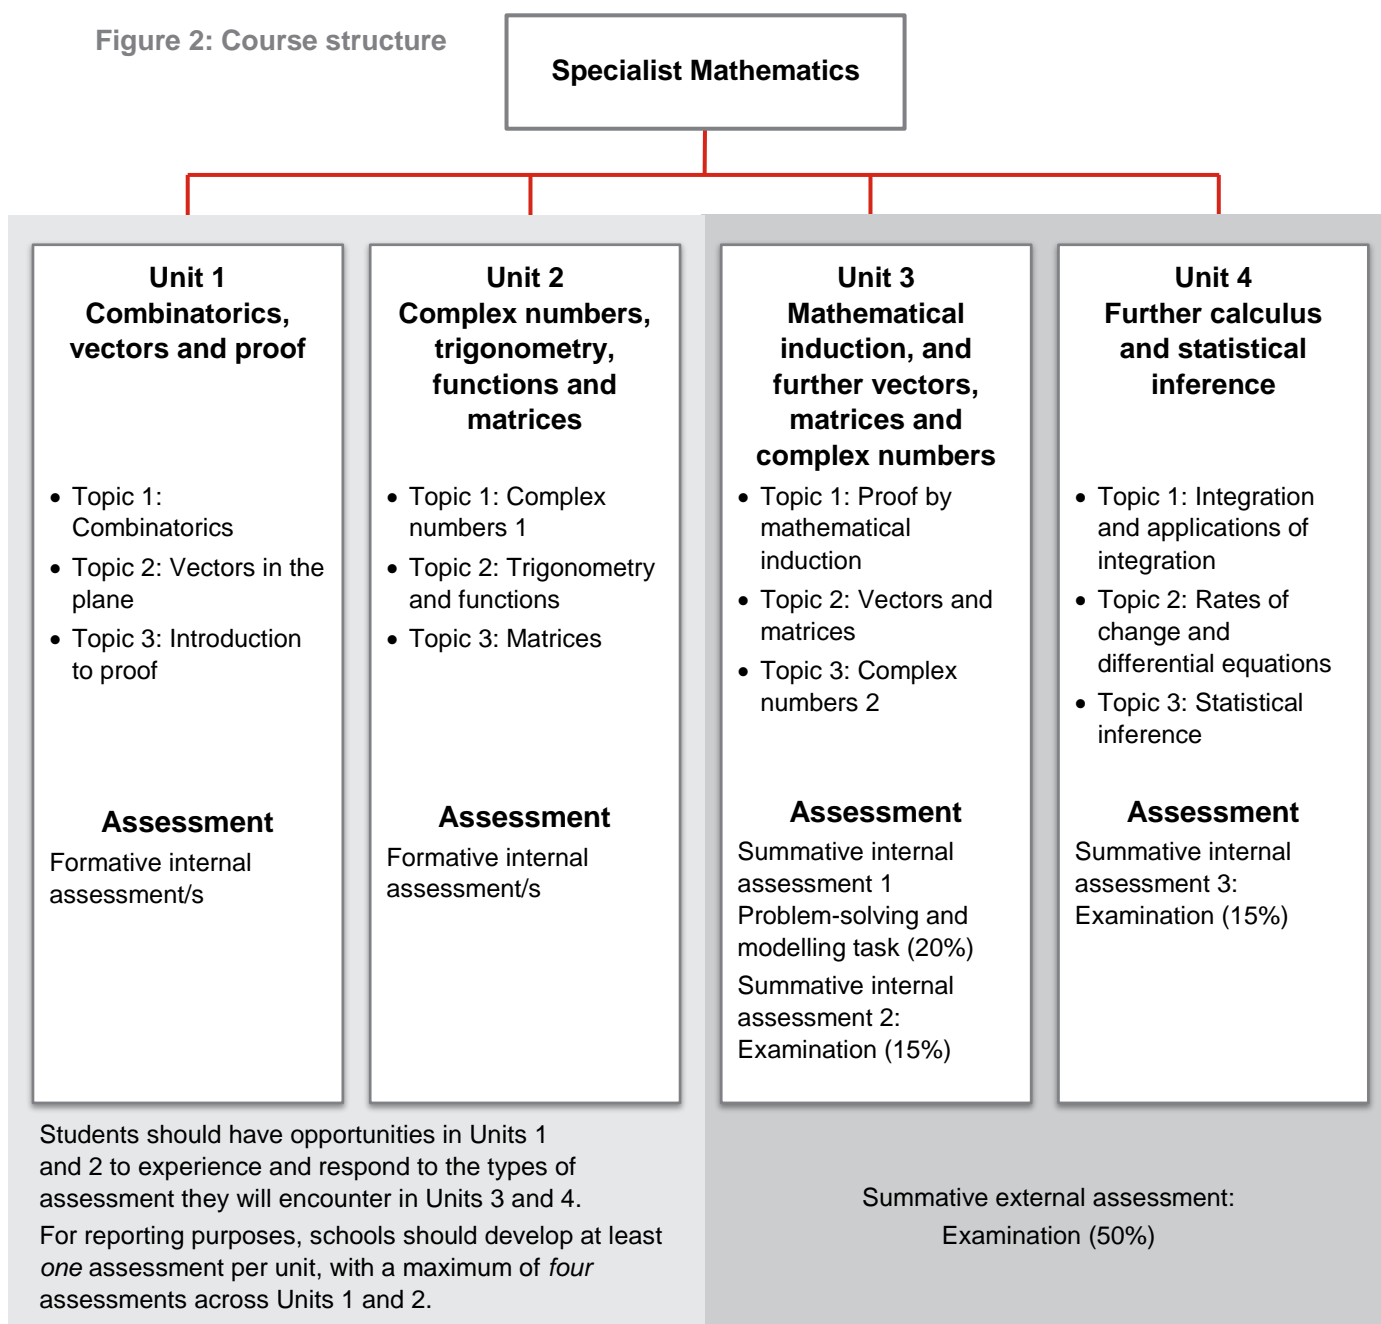 Figure 2: Course structure
Specialist Mathematics
Unit 1
Combinatorics,
vectors and proof
• Topic 1:
Combinatorics
• Topic 2: Vectors in the
plane
• Topic 3: Introduction
to proof
Assessment
Formative internal
assessment/s
Unit 2
Complex numbers,
trigonometry,
functions and
matrices
• Topic 1: Complex
numbers 1
• Topic 2: Trigonometry
and functions
• Topic 3: Matrices
Assessment
Formative internal
assessment/s
Unit 3
Mathematical
induction, and
further vectors,
matrices and
complex numbers
• Topic 1: Proof by
mathematical
induction
• Topic 2: Vectors and
matrices
• Topic 3: Complex
numbers 2
Assessment
Summative internal
assessment 1
Problem-solving and
modelling task (20%)
Summative internal
assessment 2:
Examination (15%)
Unit 4
Further calculus
and statistical
inference
• Topic 1: Integration
and applications of
integration
• Topic 2: Rates of
change and
differential equations
• Topic 3: Statistical
inference
Assessment
Summative internal
assessment 3:
Examination (15%)
Students should have opportunities in Units 1
and 2 to experience and respond to the types of
assessment they will encounter in Units 3 and 4.
For reporting purposes, schools should develop at least
one assessment per unit, with a maximum of four
assessments across Units 1 and 2.
Summative external assessment:
Examination (50%)